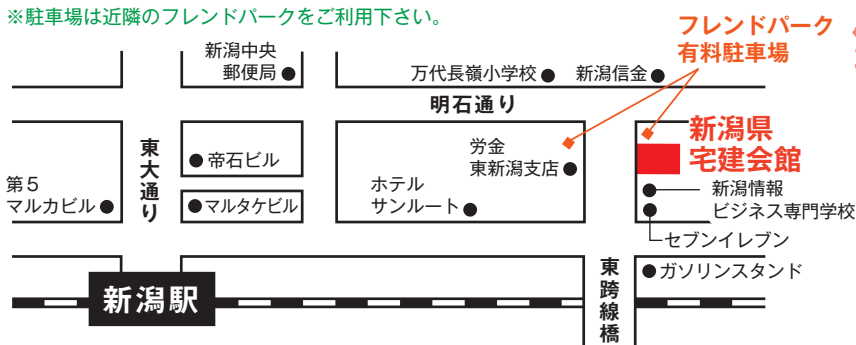 ※駐車場は近隣のフレンドパークをご利用下さい。
フレンドパーク
有料駐車場
新潟中央
郵便局
万代長嶺小学校
新潟信金
明石通り
新潟県
宅建会館
東大通り
帝石ビル
労金
東新潟支店
第5
マルカビル
マルタケビル
ホテル
サンルート
新潟情報
ビジネス専門学校
セブンイレブン
東跨線橋
ガソリンスタンド
新潟駅